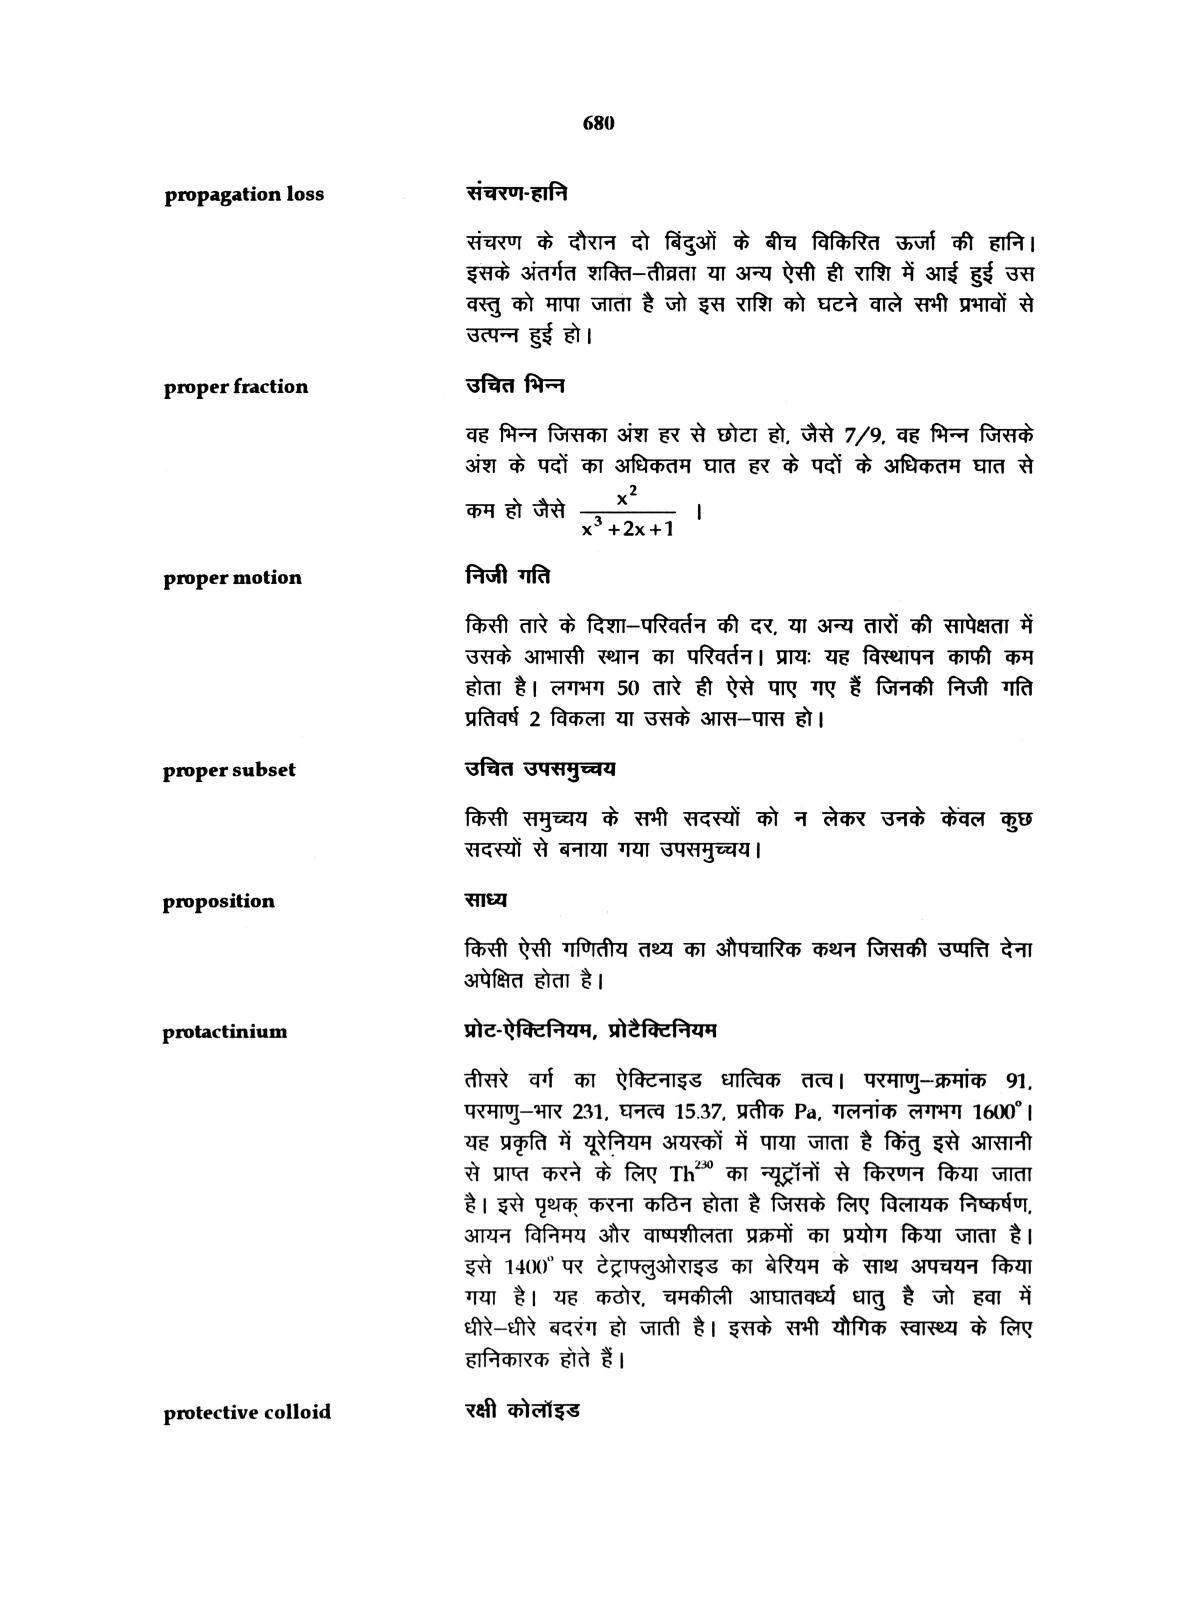 680
propagation loss संचरण-हानि
संचरण के दौरान दो बिंदुओं के बीच विकिरित ऊर्जा की हानि।
इसके अंतर्गत शक्ति–तीव्रता या अन्य ऐसी ही राशि में आई हुई उस
वस्तु को मापा जाता है जो इस राशि को घटने वाले सभी प्रभावों से
उत्पन्न हुई हो।
proper fraction उचित भिन्न
वह भिन्न जिसका अंश हर से छोटा हो, जैसे 7/9, वह भिन्न जिसके
अंश के पदों का अधिकतम घात हर के पदों के अधिकतम घात से
कम हो जैसे x²/(x³+2x+1) ।
proper motion निजी गति
किसी तारे के दिशा–परिवर्तन की दर, या अन्य तारों की सापेक्षता में
उसके आभासी स्थान का परिवर्तन। प्रायः यह विस्थापन काफी कम
होता है। लगभग 50 तारे ही ऐसे पाए गए हैं जिनकी निजी गति
प्रतिवर्ष 2 विकला या उसके आस–पास हो।
proper subset उचित उपसमुच्चय
किसी समुच्चय के सभी सदस्यों को न लेकर उनके केवल कुछ
सदस्यों से बनाया गया उपसमुच्चय।
proposition साध्य
किसी ऐसी गणितीय तथ्य का औपचारिक कथन जिसकी उप्पत्ति देना
अपेक्षित होता है।
protactinium प्रोट-ऐक्टिनियम, प्रोटैक्टिनियम
तीसरे वर्ग का ऐक्टिनाइड धात्विक तत्व। परमाणु–क्रमांक 91,
परमाणु–भार 231, घनत्व 15.37, प्रतीक Pa, गलनांक लगभग 1600°।
यह प्रकृति में यूरेनियम अयस्कों में पाया जाता है किंतु इसे आसानी
से प्राप्त करने के लिए Th²³⁰ का न्यूट्रॉनों से किरणन किया जाता
है। इसे पृथक् करना कठिन होता है जिसके लिए विलायक निष्कर्षण,
आयन विनिमय और वाष्पशीलता प्रक्रमों का प्रयोग किया जाता है।
इसे 1400° पर टेट्राफ्लुओराइड का बेरियम के साथ अपचयन किया
गया है। यह कठोर, चमकीली आघातवर्ध्य धातु है जो हवा में
धीरे–धीरे बदरंग हो जाती है। इसके सभी यौगिक स्वास्थ्य के लिए
हानिकारक होते हैं।
protective colloid रक्षी कोलॉइड